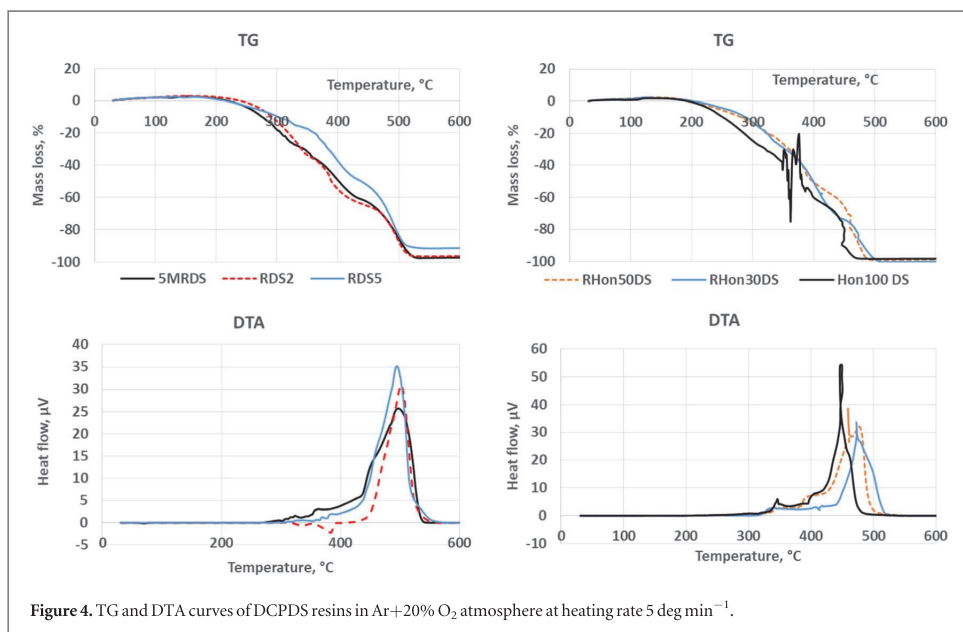 TG
Temperature, °C
20
0
-20
-40
-60
-80
-100
0 100 200 300 400 500 600
Mass loss, %
5MRDS RDS2 RDS5
TG
Temperature, °C
20
0
-20
-40
-60
-80
-100
0 100 200 300 400 500 600
Mass loss, %
RHon50DS RHon30DS Hon100 DS
DTA
40
35
30
25
20
15
10
5
0
-5
Heat flow, µV
200 400 600
Temperature, °C
DTA
60
50
40
30
20
10
0
-10
Heat flow, µV
0 100 200 300 400 500 600
Temperature, °C
Figure 4. TG and DTA curves of DCPDS resins in Ar+20% O₂ atmosphere at heating rate 5 deg min⁻¹.